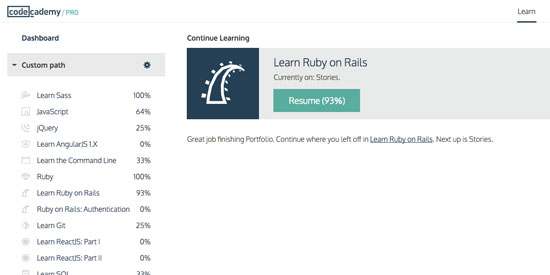 codecademy / PRO
Learn
Dashboard
Custom path
Learn Sass 100%
JavaScript 64%
jQuery 25%
Learn AngularJS 1.X 0%
Learn the Command Line 33%
Ruby 100%
Learn Ruby on Rails 93%
Ruby on Rails: Authentication 0%
Learn Git 25%
Learn ReactJS: Part I 0%
Learn ReactJS: Part II 0%
Learn SQL 33%
Continue Learning
Learn Ruby on Rails
Currently on: Stories.
Resume (93%)
Great job finishing Portfolio. Continue where you left off in Learn Ruby on Rails. Next up is Stories.